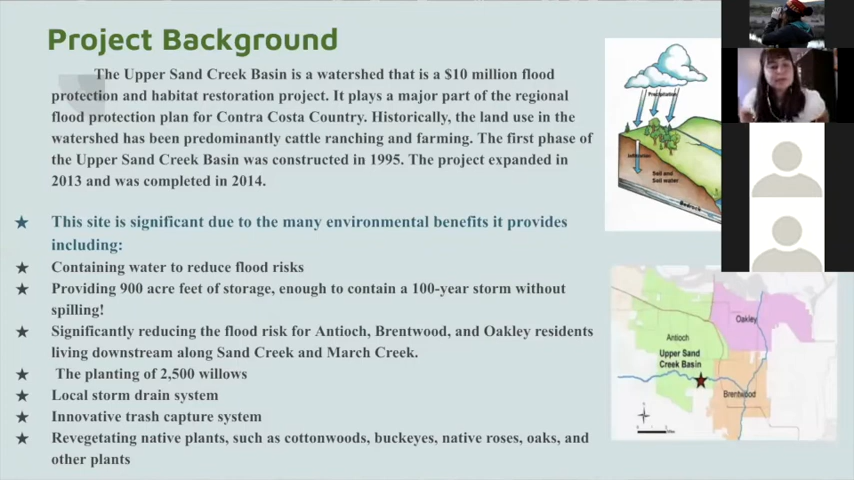 Project Background
The Upper Sand Creek Basin is a watershed that is a $10 million flood
protection and habitat restoration project. It plays a major part of the regional
flood protection plan for Contra Costa Country. Historically, the land use in the
watershed has been predominantly cattle ranching and farming. The first phase of
the Upper Sand Creek Basin was constructed in 1995. The project expanded in
2013 and was completed in 2014.
★ This site is significant due to the many environmental benefits it provides
including:
★ Containing water to reduce flood risks
★ Providing 900 acre feet of storage, enough to contain a 100-year storm without
spilling!
★ Significantly reducing the flood risk for Antioch, Brentwood, and Oakley residents
living downstream along Sand Creek and March Creek.
★ The planting of 2,500 willows
★ Local storm drain system
★ Innovative trash capture system
★ Revegetating native plants, such as cottonwoods, buckeyes, native roses, oaks, and
other plants
Precipitation
Infiltration
Soil and
Soil water
Bedrock
Oakley
Antioch
Upper Sand
Creek Basin
Brentwood